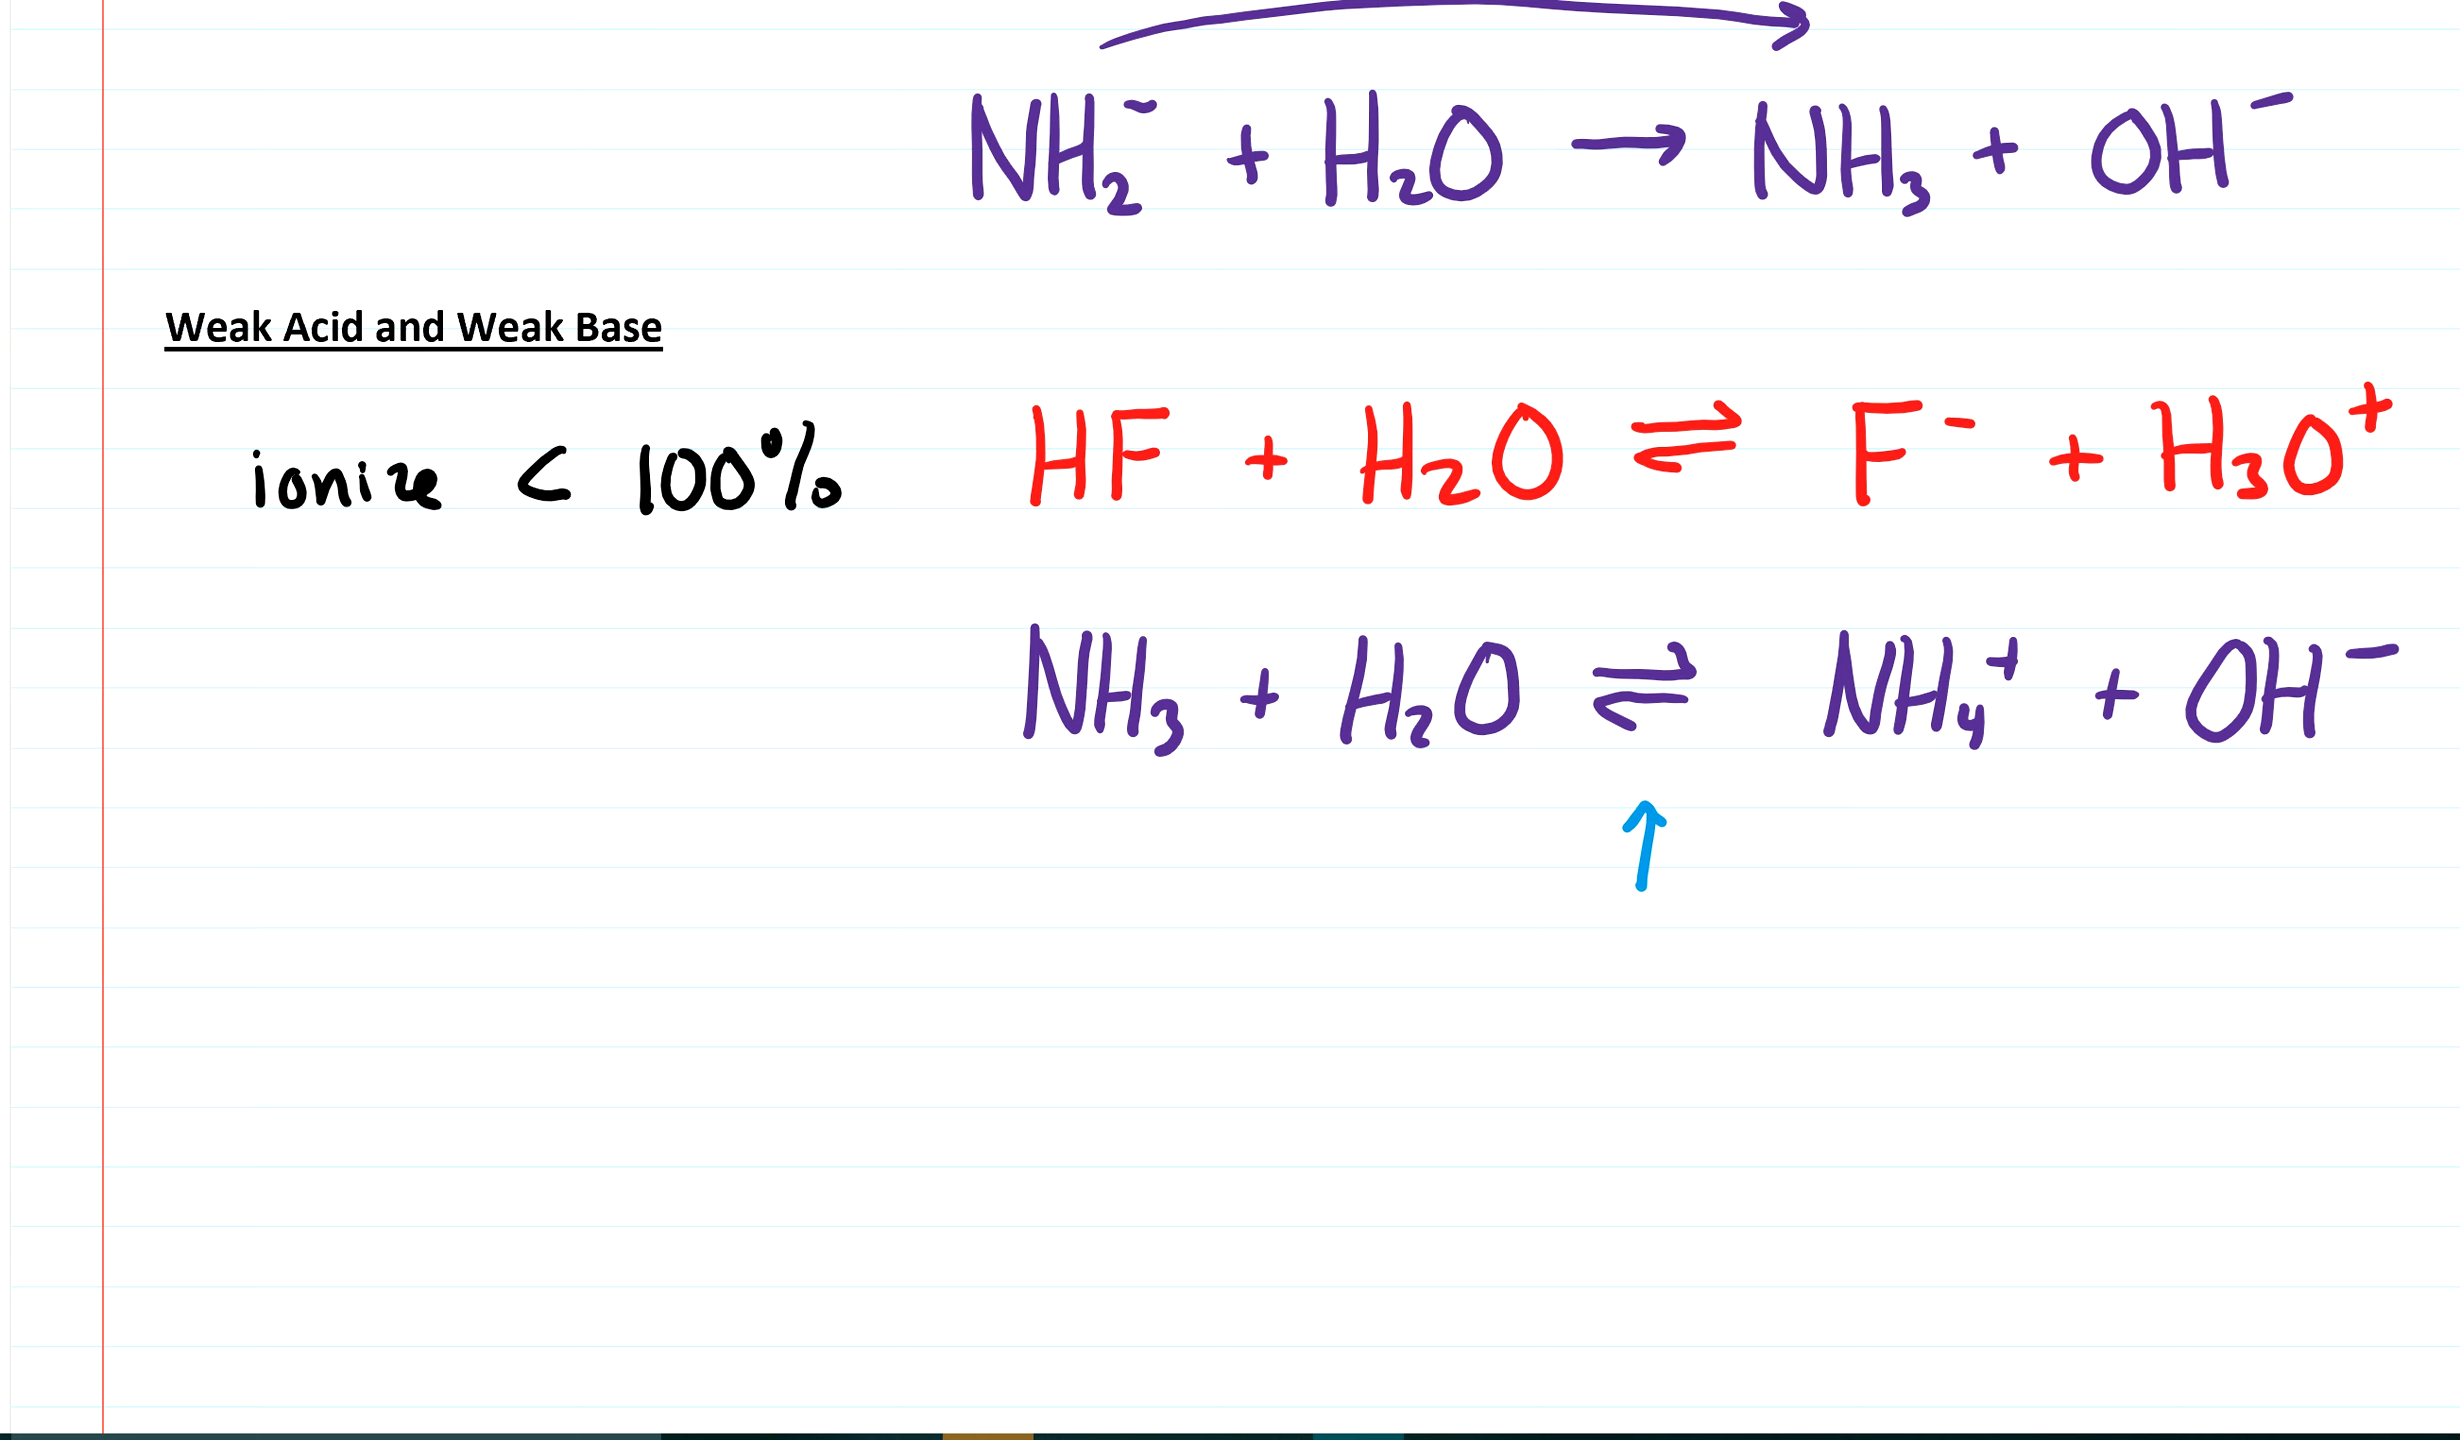 NH₂⁻ + H₂O → NH₃ + OH⁻
Weak Acid and Weak Base
ionize < 100% HF + H₂O ⇌ F⁻ + H₃O⁺
NH₃ + H₂O ⇌ NH₄⁺ + OH⁻
↑